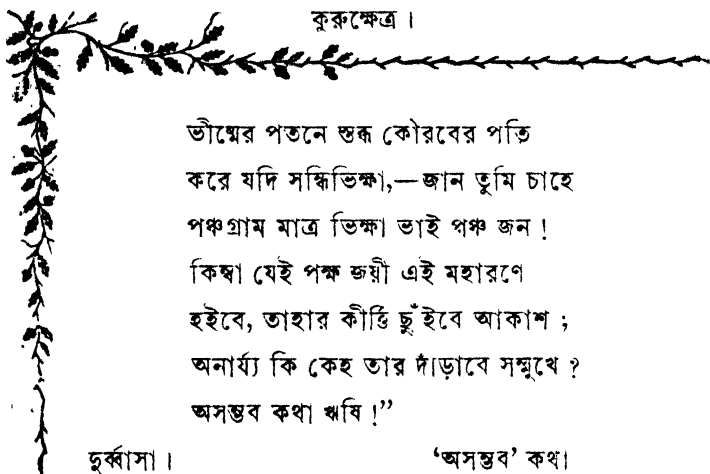 কুরুক্ষেত্র ।
ভীষ্মের পতনে শুব্ধ কৌরবের পতি
করে যদি সন্ধিভিক্ষা,—জান তুমি চাহে
পঞ্চগ্রাম মাত্র ভিক্ষা ভাই পঞ্চ জন !
কিম্বা যেই পক্ষ জয়ী এই মহারণে
হইবে, তাহার কীর্ত্তি ছুঁইবে আকাশ ;
অনার্য্য কি কেহ তার দাঁড়াবে সম্মুখে ?
অসম্ভব কথা ঋষি !”
দুর্ব্বাসা । ‘অসম্ভব’ কথা